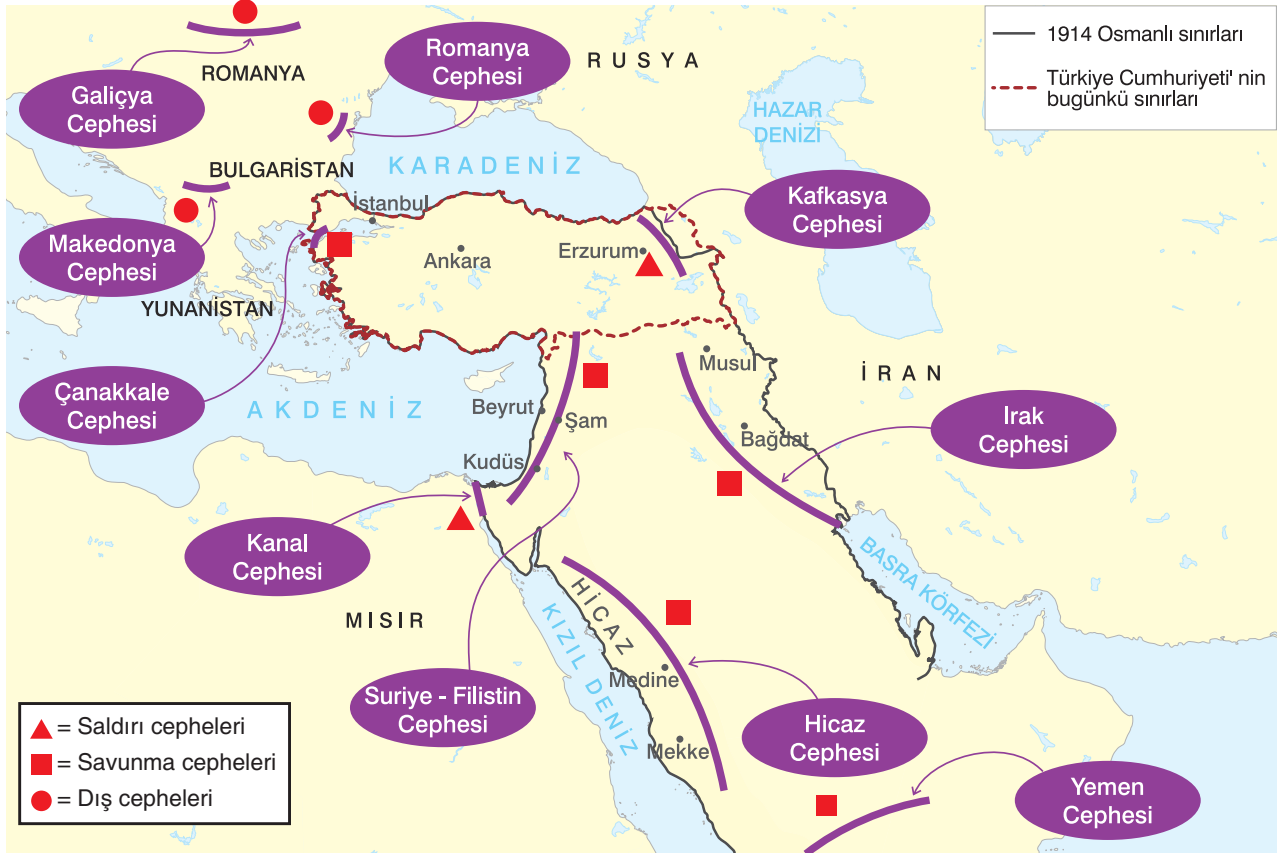 1914 Osmanlı sınırları
Türkiye Cumhuriyeti' nin
bugünkü sınırları
ROMANYA
Galiçya
Cephesi
Romanya
Cephesi
RUSYA
HAZAR
DENİZİ
BULGARİSTAN
KARADENİZ
Makedonya
Cephesi
İstanbul
Kafkasya
Cephesi
Ankara
Erzurum
YUNANİSTAN
Çanakkale
Cephesi
AKDENİZ
Musul
İRAN
Beyrut
Şam
Bağdat
Irak
Cephesi
Kudüs
Kanal
Cephesi
BASRA KÖRFEZİ
MISIR
HİCAZ
KIZIL DENİZ
Medine
Suriye - Filistin
Cephesi
Mekke
Hicaz
Cephesi
Yemen
Cephesi
= Saldırı cepheleri
= Savunma cepheleri
= Dış cepheleri